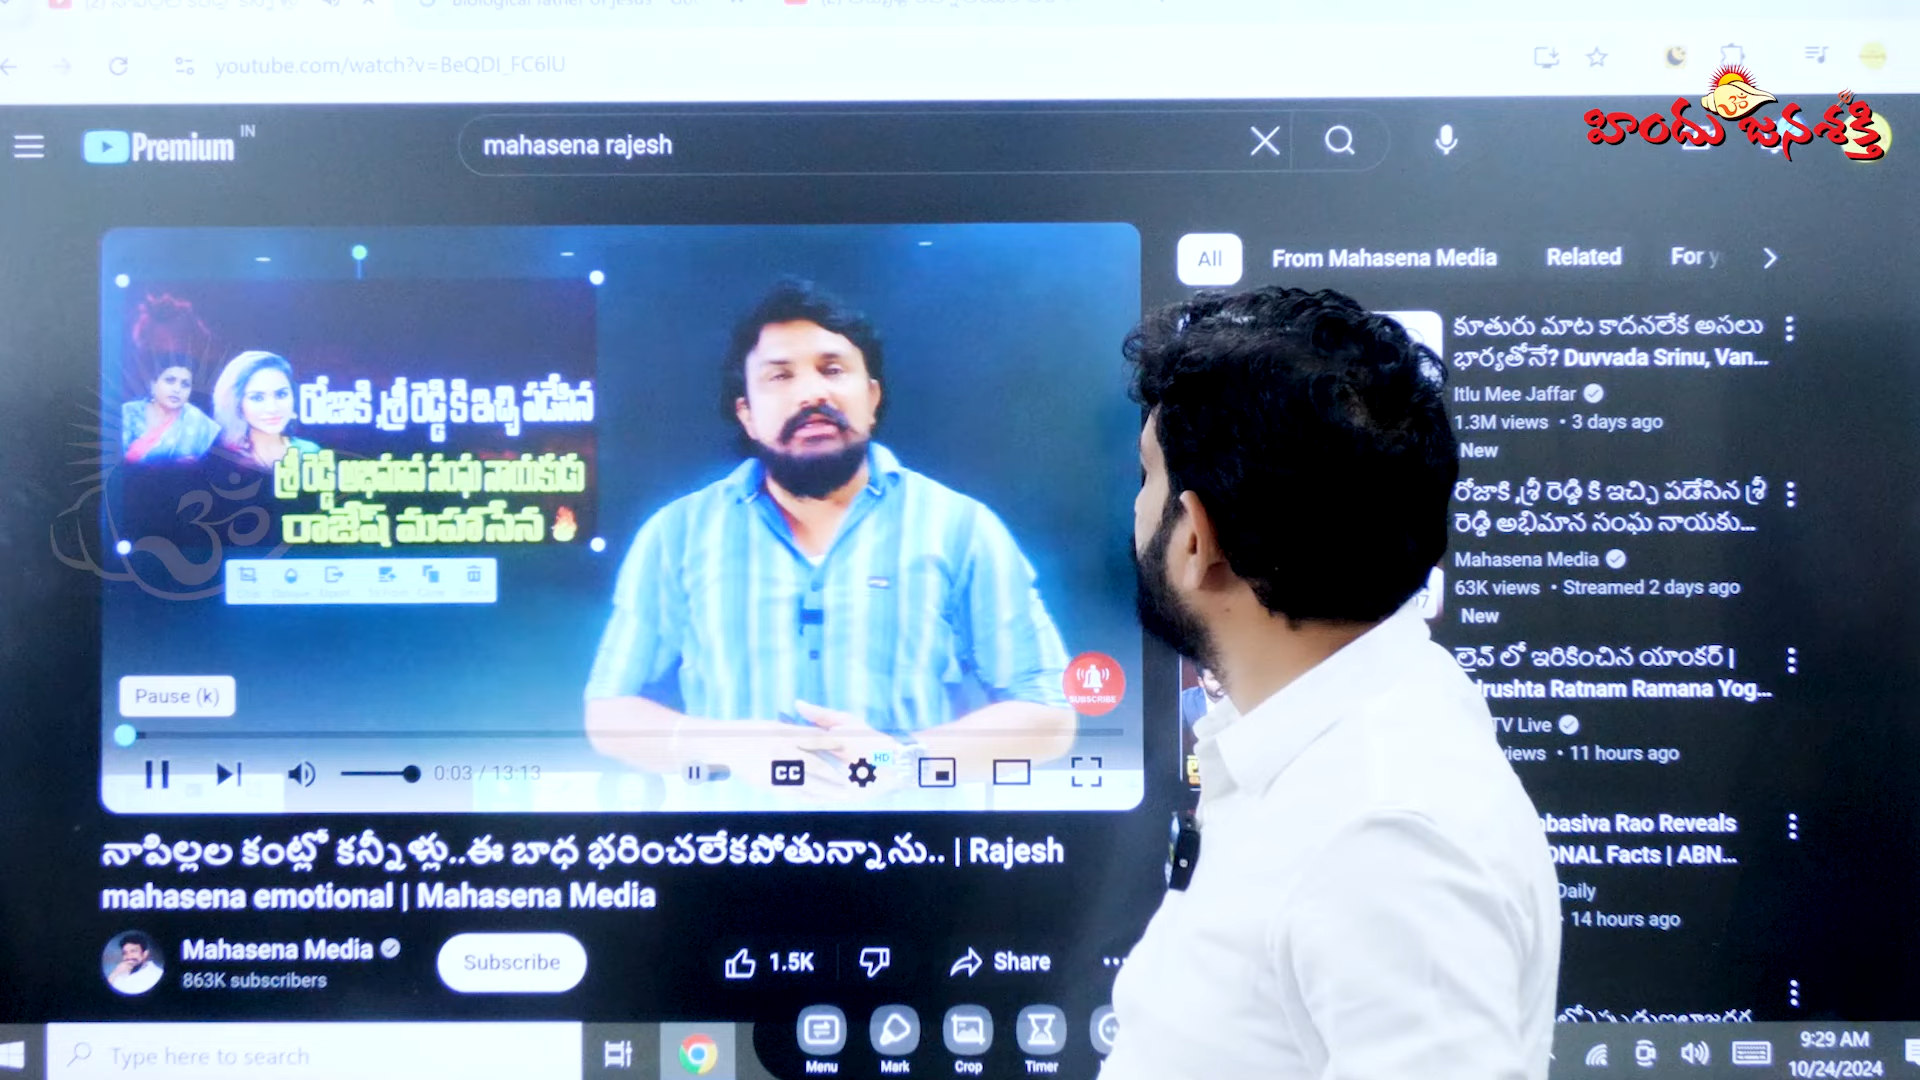 youtube.com/watch?v=BeQDI_FC6lU
హిందు జనశక్తి
Premium IN
mahasena rajesh
All
From Mahasena Media
Related
For y
రోజాకి ,శ్రీ రెడ్డి కి ఇచ్చి పడేసిన
శ్రీ రెడ్డి అభిమాన సంఘ నాయకుడు
రాజేష్ మహాసేన
Pause (k)
SUBSCRIBE
0:03 / 13:13
CC
HD
నాపిల్లల కంట్లో కన్నీళ్లు..ఈ బాధ భరించలేకపోతున్నాను.. | Rajesh
mahasena emotional | Mahasena Media
Mahasena Media
863K subscribers
Subscribe
1.5K
Share
కూతురు మాట కాదనలేక అసలు
భార్యతోనే? Duvvada Srinu, Van...
Itlu Mee Jaffar
1.3M views • 3 days ago
New
రోజాకి ,శ్రీ రెడ్డి కి ఇచ్చి పడేసిన శ్రీ
రెడ్డి అభిమాన సంఘ నాయకు...
Mahasena Media
63K views • Streamed 2 days ago
New
లైవ్ లో ఇరికించిన యాంకర్ |
Ratnam Ramana Yog...
TV Live
11 hours ago
Rao Reveals
Facts | ABN...
14 hours ago
Type here to search
Menu
Mark
Crop
Timer
9:29 AM
10/24/2024